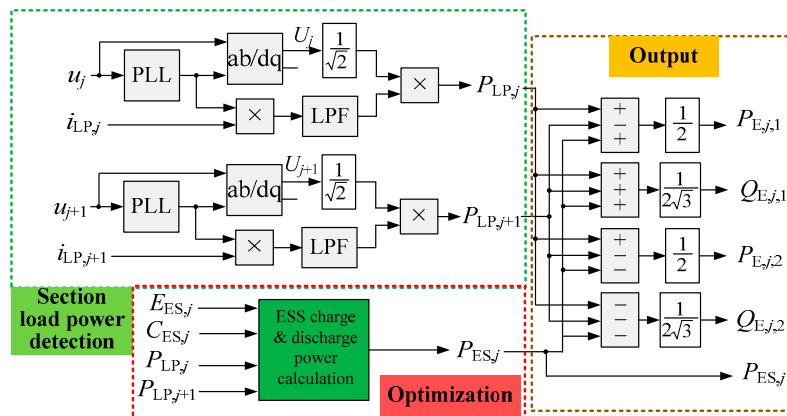 u_j
PLL
ab/dq
U_j
1/√2
×
LPF
×
P_LP,j
i_LP,j
u_j+1
PLL
ab/dq
U_j+1
1/√2
×
LPF
×
P_LP,j+1
i_LP,j+1
Section
load power
detection
E_ES,j
C_ES,j
P_LP,j
P_LP,j+1
ESS charge
& discharge
power
calculation
P_ES,j
Optimization
Output
+
−
+
1/2
P_E,j,1
+
+
+
1/2√3
Q_E,j,1
+
−
−
1/2
P_E,j,2
−
−
−
1/2√3
Q_E,j,2
P_ES,j